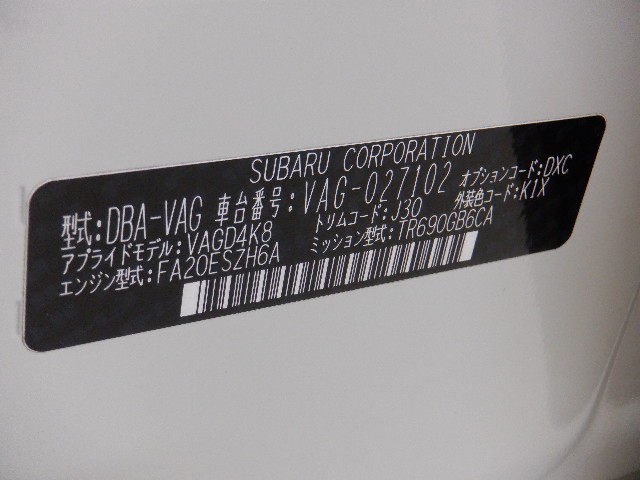 SUBARU CORPORATION
型式:DBA-VAG 車台番号:VAG-027102 オプションコード:DXC
アプライドモデル:VAGD4K8 トリムコード:J30 外装色コード:K1X
エンジン型式:FA20ESZH6A ミッション型式:TR690GB6CA